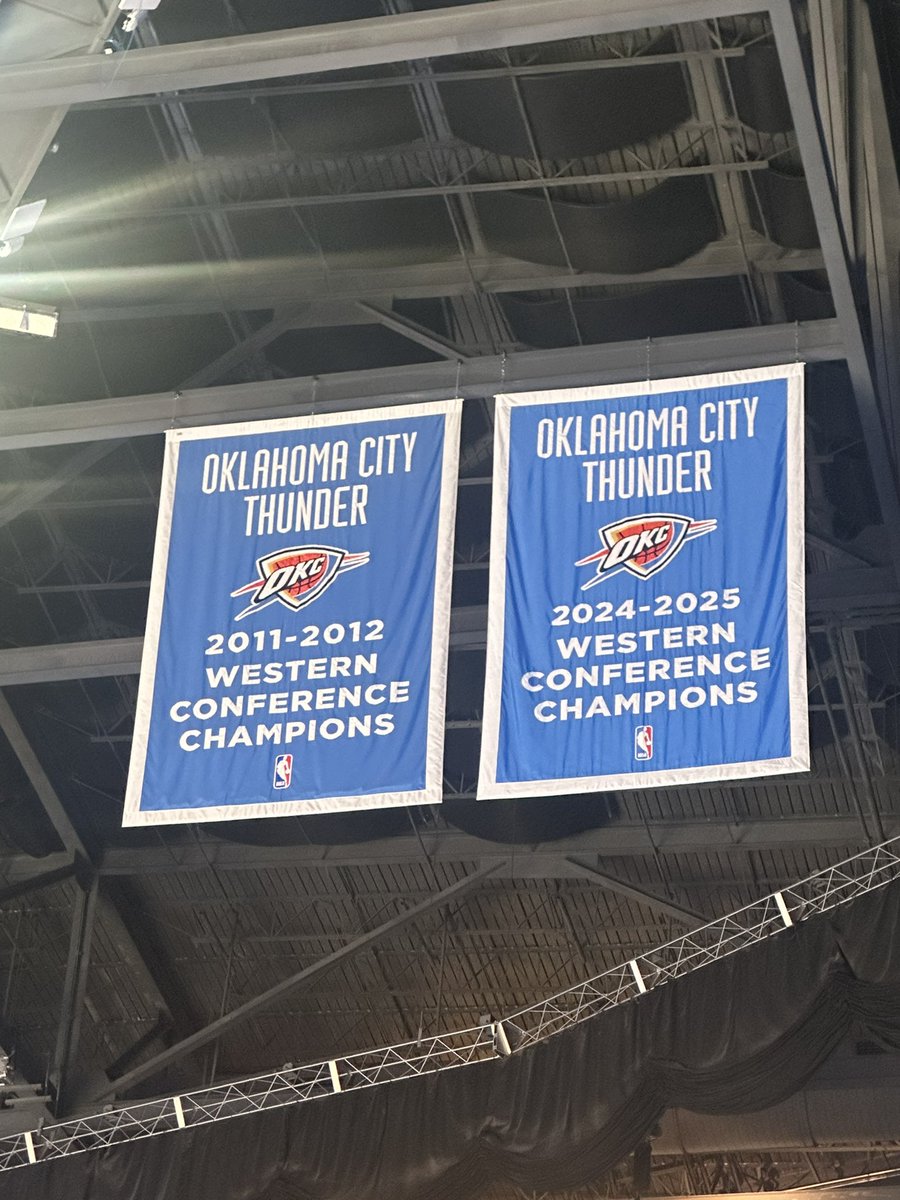 OKLAHOMA CITY
THUNDER
OKC
2011-2012
WESTERN
CONFERENCE
CHAMPIONS
OKLAHOMA CITY
THUNDER
OKC
2024-2025
WESTERN
CONFERENCE
CHAMPIONS